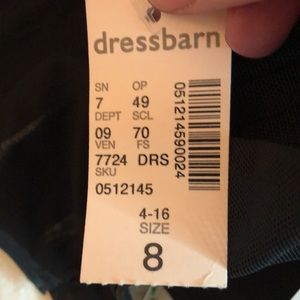 dressbarn
SN OP
7 49
DEPT SCL
09 70
VEN FS
7724 DRS
SKU
0512145
051214590024
4-16
SIZE
8